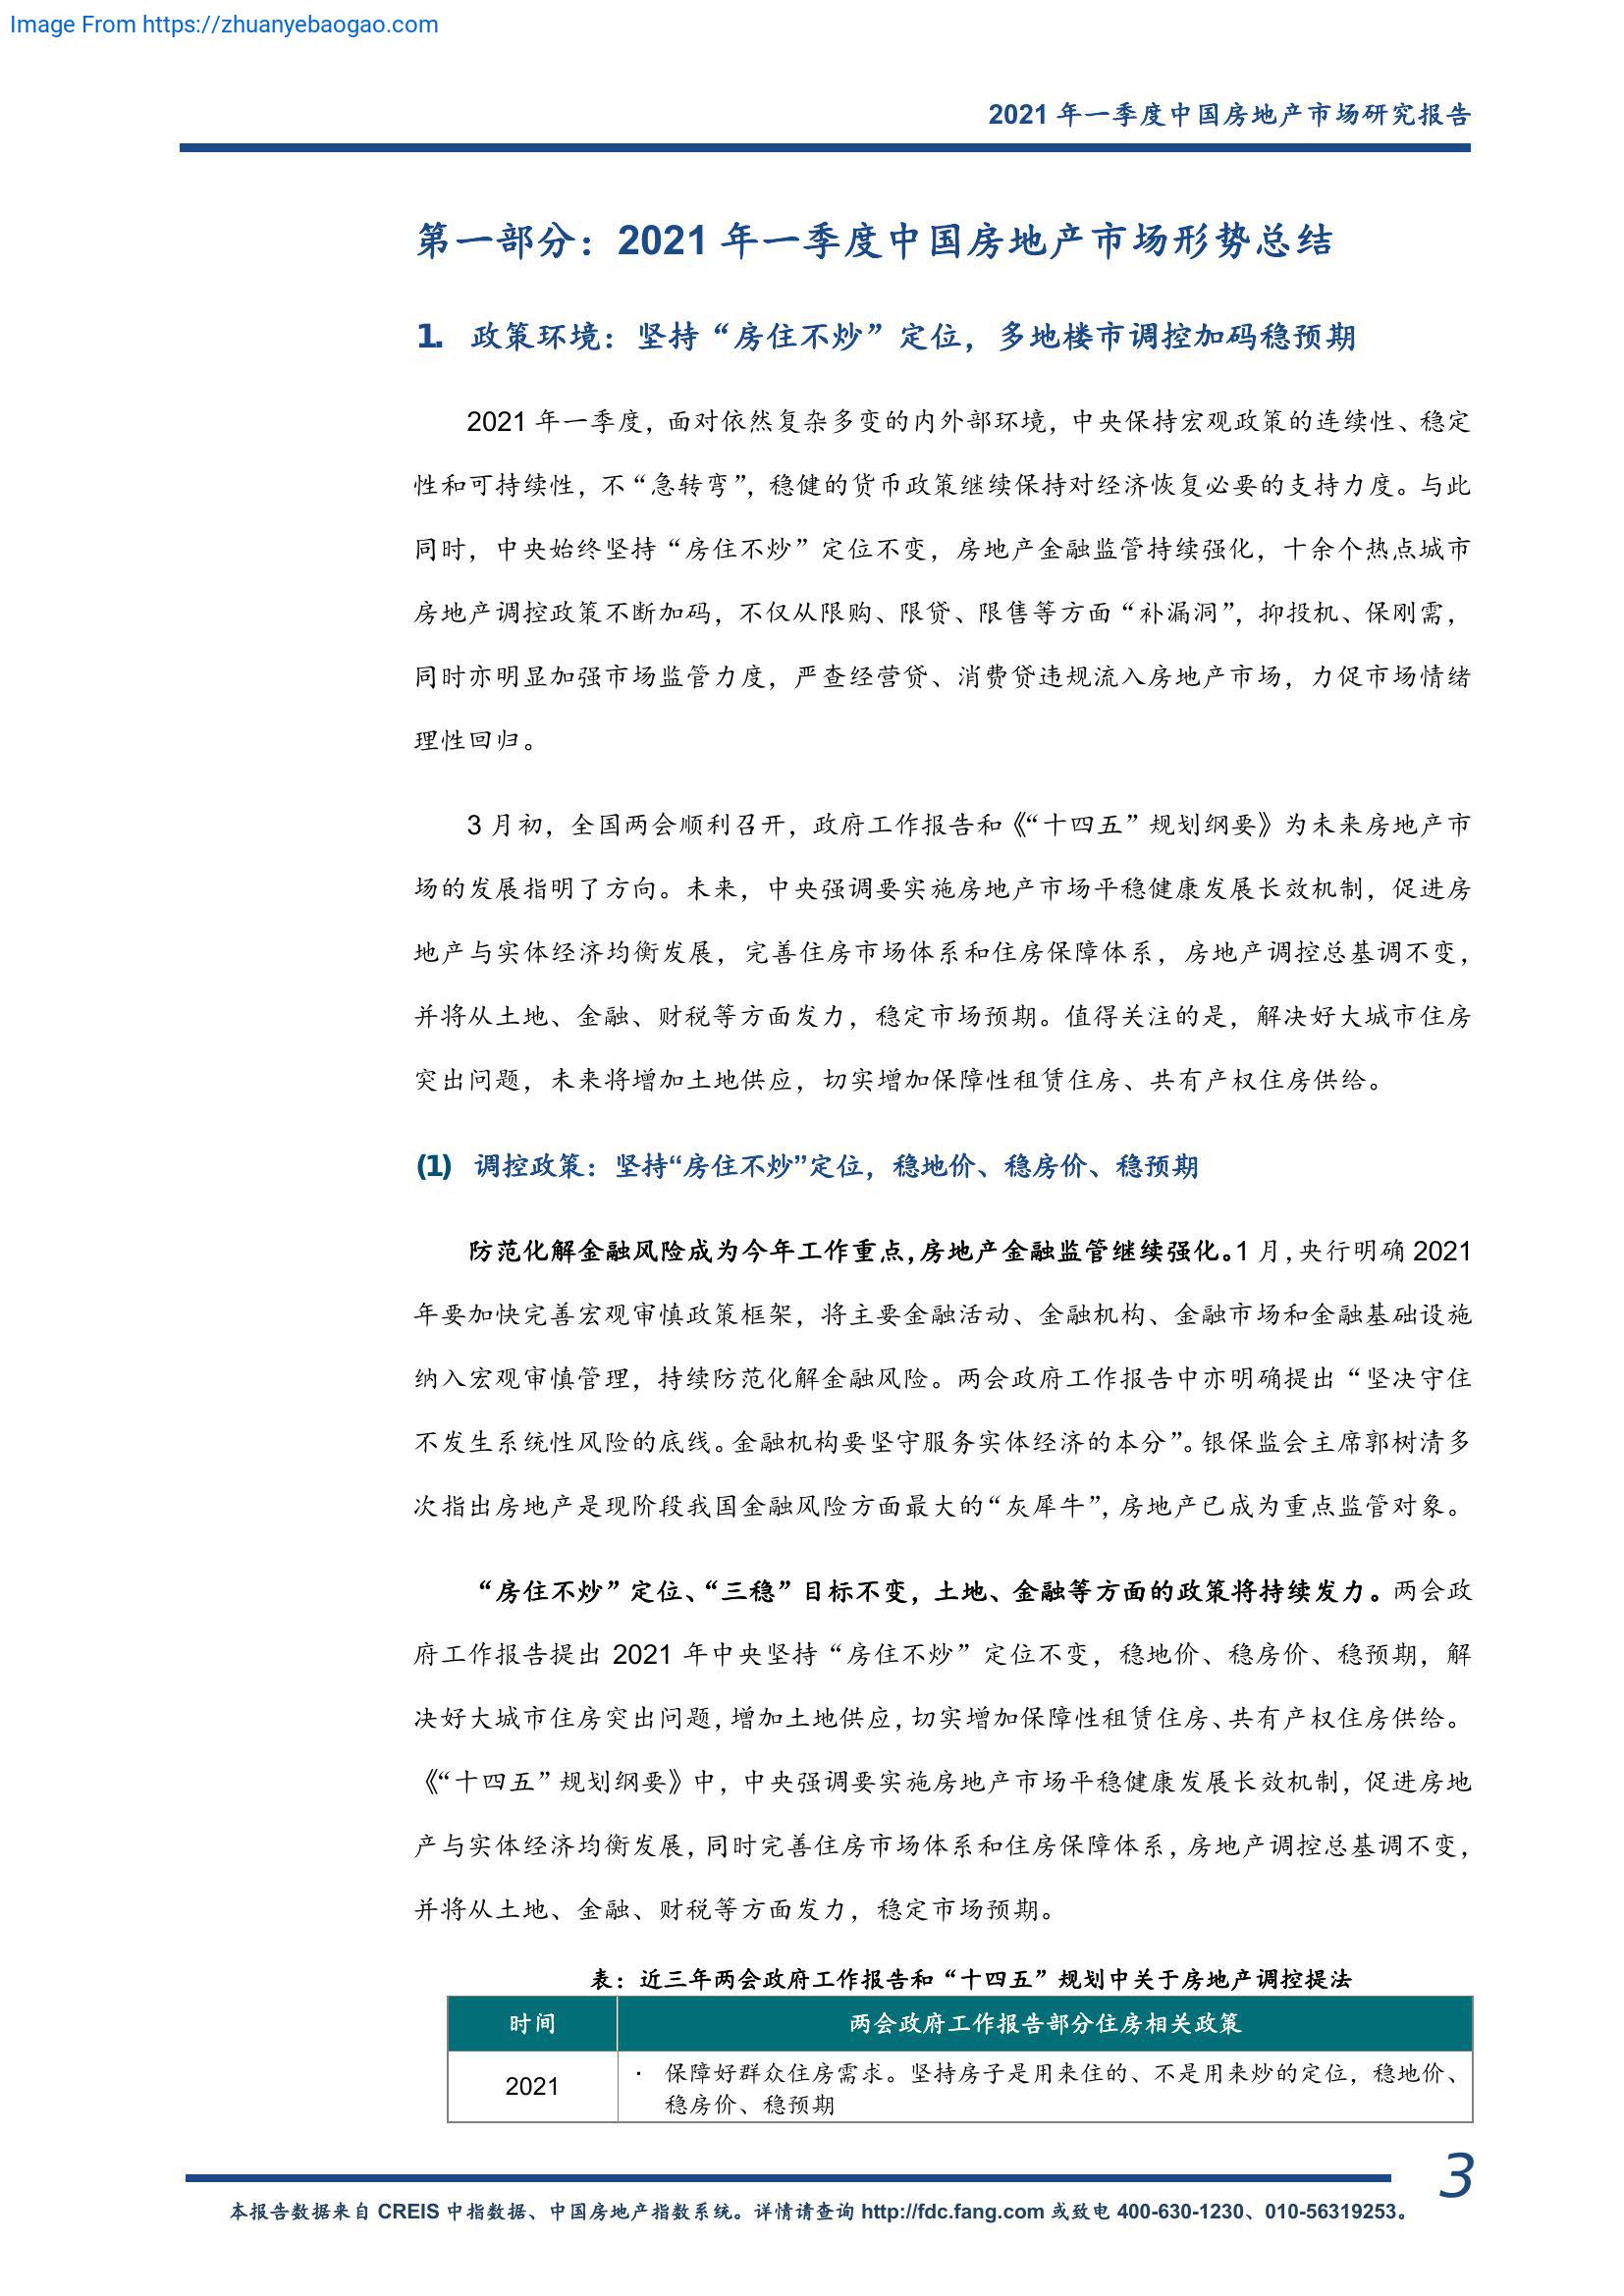 Image From https://zhuanyebaogao.com
2021 年一季度中国房地产市场研究报告
第一部分：2021 年一季度中国房地产市场形势总结
1. 政策环境：坚持“房住不炒”定位，多地楼市调控加码稳预期
2021 年一季度，面对依然复杂多变的内外部环境，中央保持宏观政策的连续性、稳定
性和可持续性，不“急转弯”，稳健的货币政策继续保持对经济恢复必要的支持力度。与此
同时，中央始终坚持“房住不炒”定位不变，房地产金融监管持续强化，十余个热点城市
房地产调控政策不断加码，不仅从限购、限贷、限售等方面“补漏洞”，抑投机、保刚需，
同时亦明显加强市场监管力度，严查经营贷、消费贷违规流入房地产市场，力促市场情绪
理性回归。
3 月初，全国两会顺利召开，政府工作报告和《“十四五”规划纲要》为未来房地产市
场的发展指明了方向。未来，中央强调要实施房地产市场平稳健康发展长效机制，促进房
地产与实体经济均衡发展，完善住房市场体系和住房保障体系，房地产调控总基调不变，
并将从土地、金融、财税等方面发力，稳定市场预期。值得关注的是，解决好大城市住房
突出问题，未来将增加土地供应，切实增加保障性租赁住房、共有产权住房供给。
(1) 调控政策：坚持“房住不炒”定位，稳地价、稳房价、稳预期
防范化解金融风险成为今年工作重点，房地产金融监管继续强化。1 月，央行明确 2021
年要加快完善宏观审慎政策框架，将主要金融活动、金融机构、金融市场和金融基础设施
纳入宏观审慎管理，持续防范化解金融风险。两会政府工作报告中亦明确提出“坚决守住
不发生系统性风险的底线。金融机构要坚守服务实体经济的本分”。银保监会主席郭树清多
次指出房地产是现阶段我国金融风险方面最大的“灰犀牛”，房地产已成为重点监管对象。
“房住不炒”定位、“三稳”目标不变，土地、金融等方面的政策将持续发力。两会政
府工作报告提出 2021 年中央坚持“房住不炒”定位不变，稳地价、稳房价、稳预期，解
决好大城市住房突出问题，增加土地供应，切实增加保障性租赁住房、共有产权住房供给。
《“十四五”规划纲要》中，中央强调要实施房地产市场平稳健康发展长效机制，促进房地
产与实体经济均衡发展，同时完善住房市场体系和住房保障体系，房地产调控总基调不变，
并将从土地、金融、财税等方面发力，稳定市场预期。
表：近三年两会政府工作报告和“十四五”规划中关于房地产调控提法
时间 两会政府工作报告部分住房相关政策
2021 · 保障好群众住房需求。坚持房子是用来住的、不是用来炒的定位，稳地价、
稳房价、稳预期
3
本报告数据来自 CREIS 中指数据、中国房地产指数系统。详情请查询 http://fdc.fang.com 或致电 400-630-1230、010-56319253。